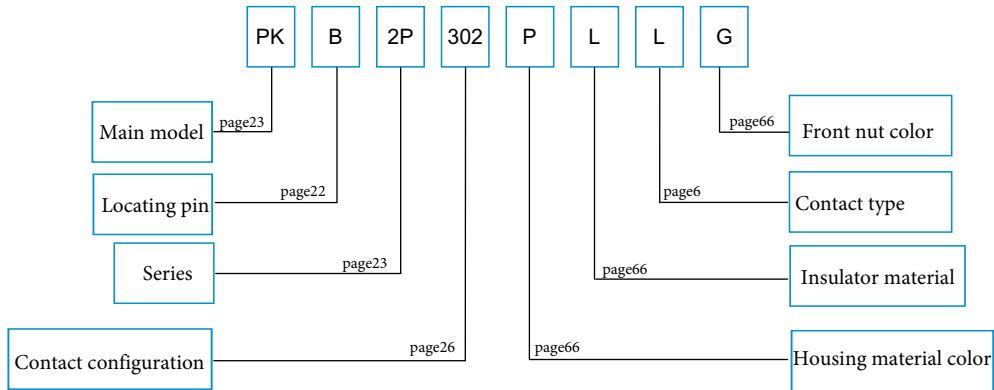 PK B 2P 302 P L L G
page23
Main model
page66
Front nut color
page22
Locating pin
page6
Contact type
page23
Series
page66
Insulator material
page26
Contact configuration
page66
Housing material color